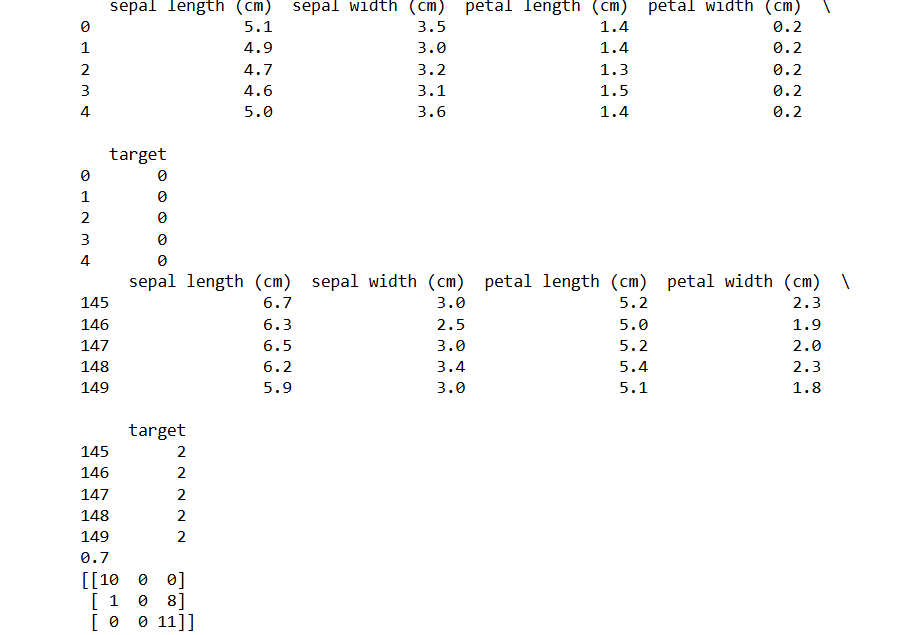 sepal length (cm)  sepal width (cm)  petal length (cm)  petal width (cm)  \
0                5.1               3.5                1.4               0.2
1                4.9               3.0                1.4               0.2
2                4.7               3.2                1.3               0.2
3                4.6               3.1                1.5               0.2
4                5.0               3.6                1.4               0.2
target
0       0
1       0
2       0
3       0
4       0
sepal length (cm)  sepal width (cm)  petal length (cm)  petal width (cm)  \
145                6.7               3.0                5.2               2.3
146                6.3               2.5                5.0               1.9
147                6.5               3.0                5.2               2.0
148                6.2               3.4                5.4               2.3
149                5.9               3.0                5.1               1.8
target
145       2
146       2
147       2
148       2
149       2
0.7
[[10  0  0]
[ 1  0  8]
[ 0  0 11]]